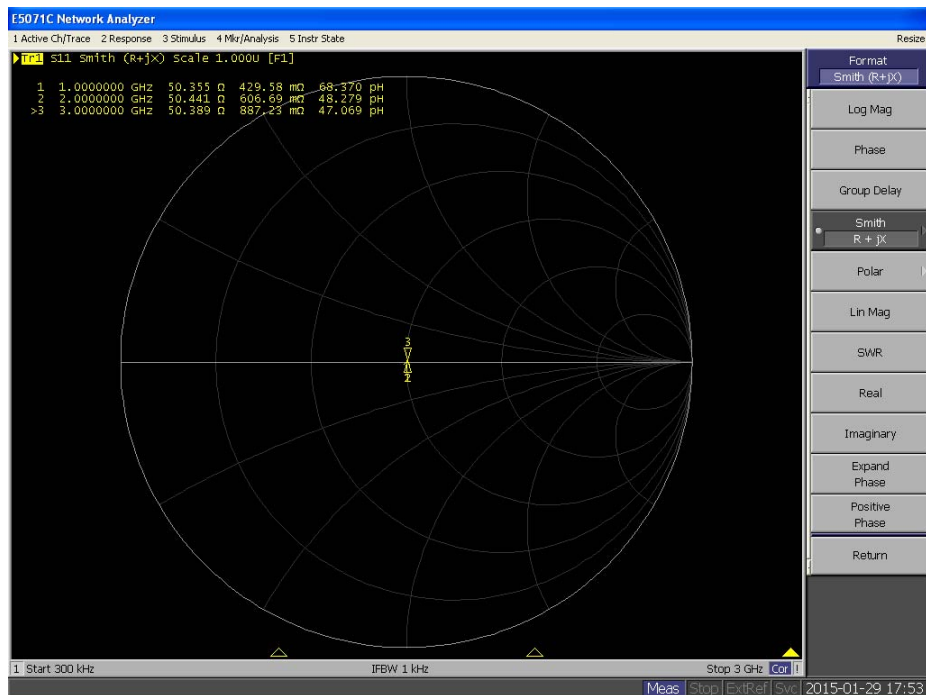 E5071C Network Analyzer
1 Active Ch/Trace 2 Response 3 Stimulus 4 Mkr/Analysis 5 Instr State
Resize
Tr1 S11 Smith (R+jX) Scale 1.000U [F1]
1 1.0000000 GHz 50.355 Ω 429.58 mΩ 68.370 pH
2 2.0000000 GHz 50.441 Ω 606.69 mΩ 48.279 pH
>3 3.0000000 GHz 50.389 Ω 887.23 mΩ 47.069 pH
3
2
Format
Smith (R+jX)
Log Mag
Phase
Group Delay
Smith
R + jX
Polar
Lin Mag
SWR
Real
Imaginary
Expand
Phase
Positive
Phase
Return
1 Start 300 kHz IFBW 1 kHz Stop 3 GHz Cor !
Meas Stop ExtRef Svc 2015-01-29 17:53